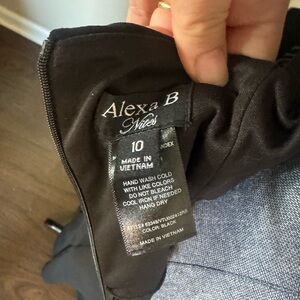 Alexa B
Nites
10
MADE IN
VIETNAM
HAND WASH COLD
WITH LIKE COLORS
DO NOT BLEACH
COOL IRON IF NEEDED
HANG DRY
COLOR: BLACK
MADE IN VIETNAM